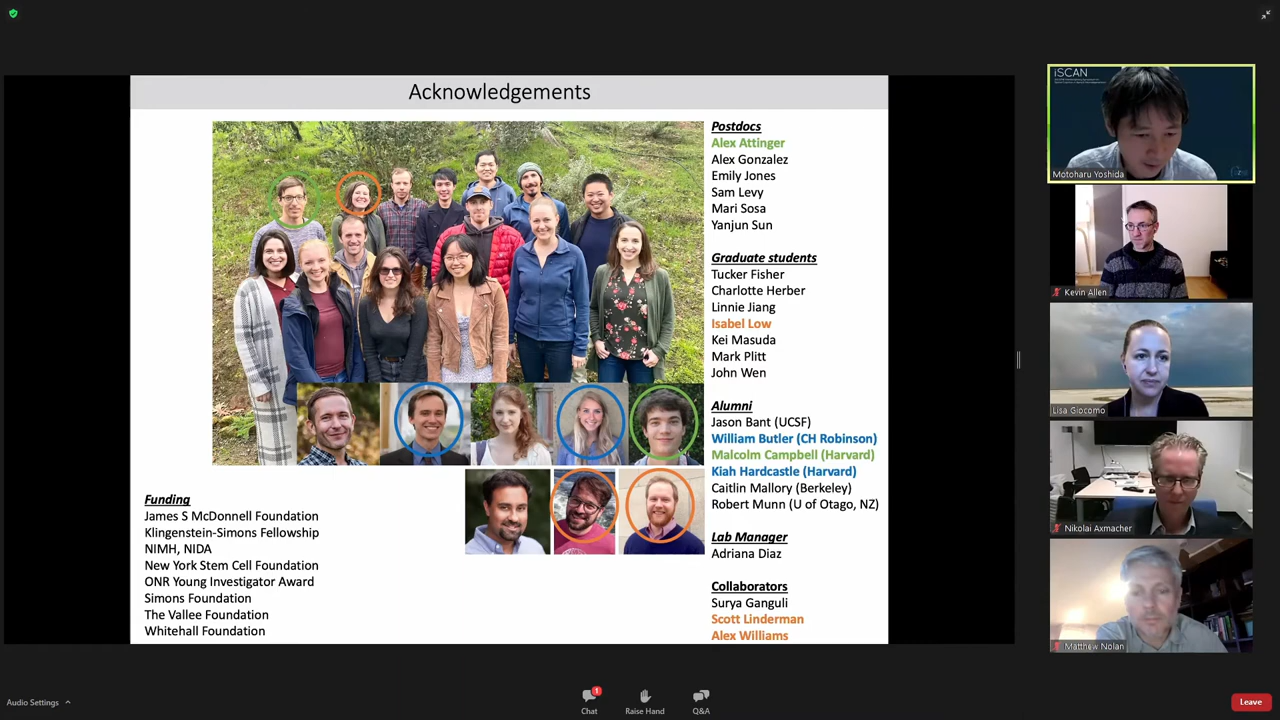 Acknowledgements
Postdocs
Alex Attinger
Alex Gonzalez
Emily Jones
Sam Levy
Mari Sosa
Yanjun Sun
Graduate students
Tucker Fisher
Charlotte Herber
Linnie Jiang
Isabel Low
Kei Masuda
Mark Plitt
John Wen
Alumni
Jason Bant (UCSF)
William Butler (CH Robinson)
Malcolm Campbell (Harvard)
Kiah Hardcastle (Harvard)
Caitlin Mallory (Berkeley)
Robert Munn (U of Otago, NZ)
Lab Manager
Adriana Diaz
Collaborators
Surya Ganguli
Scott Linderman
Alex Williams
Funding
James S McDonnell Foundation
Klingenstein-Simons Fellowship
NIMH, NIDA
New York Stem Cell Foundation
ONR Young Investigator Award
Simons Foundation
The Vallee Foundation
Whitehall Foundation
iSCAN
Motoharu Yoshida
Kevin Allen
Lisa Giocomo
Nikolai Axmacher
Matthew Nolan
Audio Settings
1
Chat
Raise Hand
Q&A
Leave